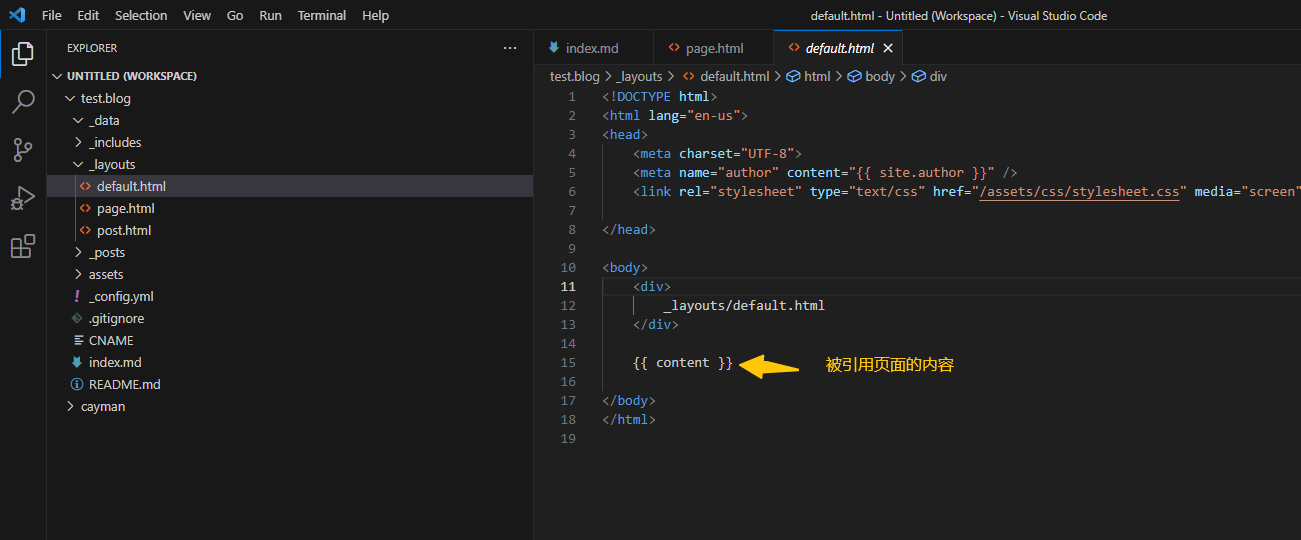 File Edit Selection View Go Run Terminal Help
default.html - Untitled (Workspace) - Visual Studio Code
EXPLORER
UNTITLED (WORKSPACE)
test.blog
_data
_includes
_layouts
default.html
page.html
post.html
_posts
assets
_config.yml
.gitignore
CNAME
index.md
README.md
cayman
index.md page.html default.html
test.blog > _layouts > default.html > html > body > div
1 <!DOCTYPE html>
2 <html lang="en-us">
3 <head>
4 <meta charset="UTF-8">
5 <meta name="author" content="{{ site.author }}" />
6 <link rel="stylesheet" type="text/css" href="/assets/css/stylesheet.css" media="screen"
7
8 </head>
9
10 <body>
11 <div>
12 _layouts/default.html
13 </div>
14
15 {{ content }} 被引用页面的内容
16
17 </body>
18 </html>
19